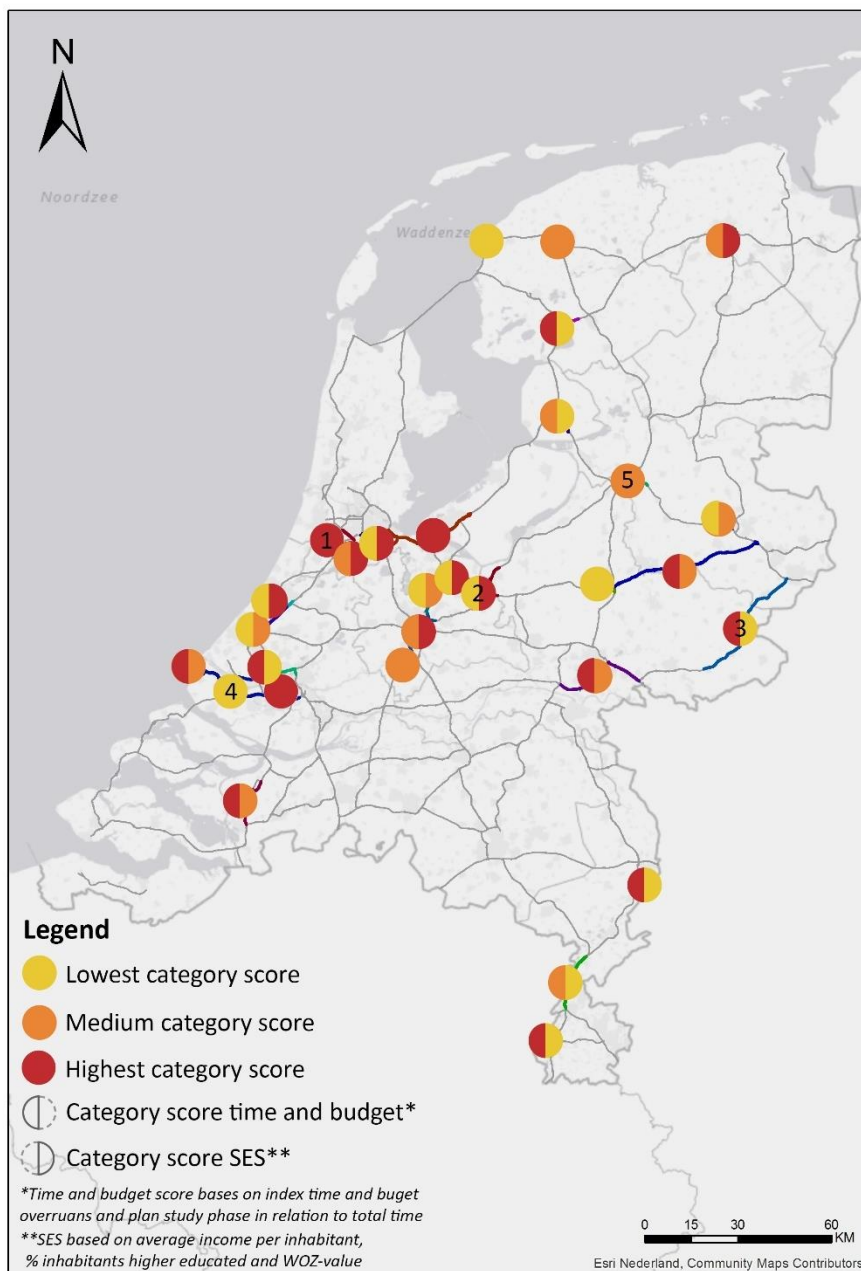 N
Noordzee
Waddenze
5
1
2
3
4
Legend
Lowest category score
Medium category score
Highest category score
Category score time and budget*
Category score SES**
*Time and budget score bases on index time and buget
overruans and plan study phase in relation to total time
**SES based on average income per inhabitant,
% inhabitants higher educated and WOZ-value
0 15 30 60
KM
Esri Nederland, Community Maps Contributors